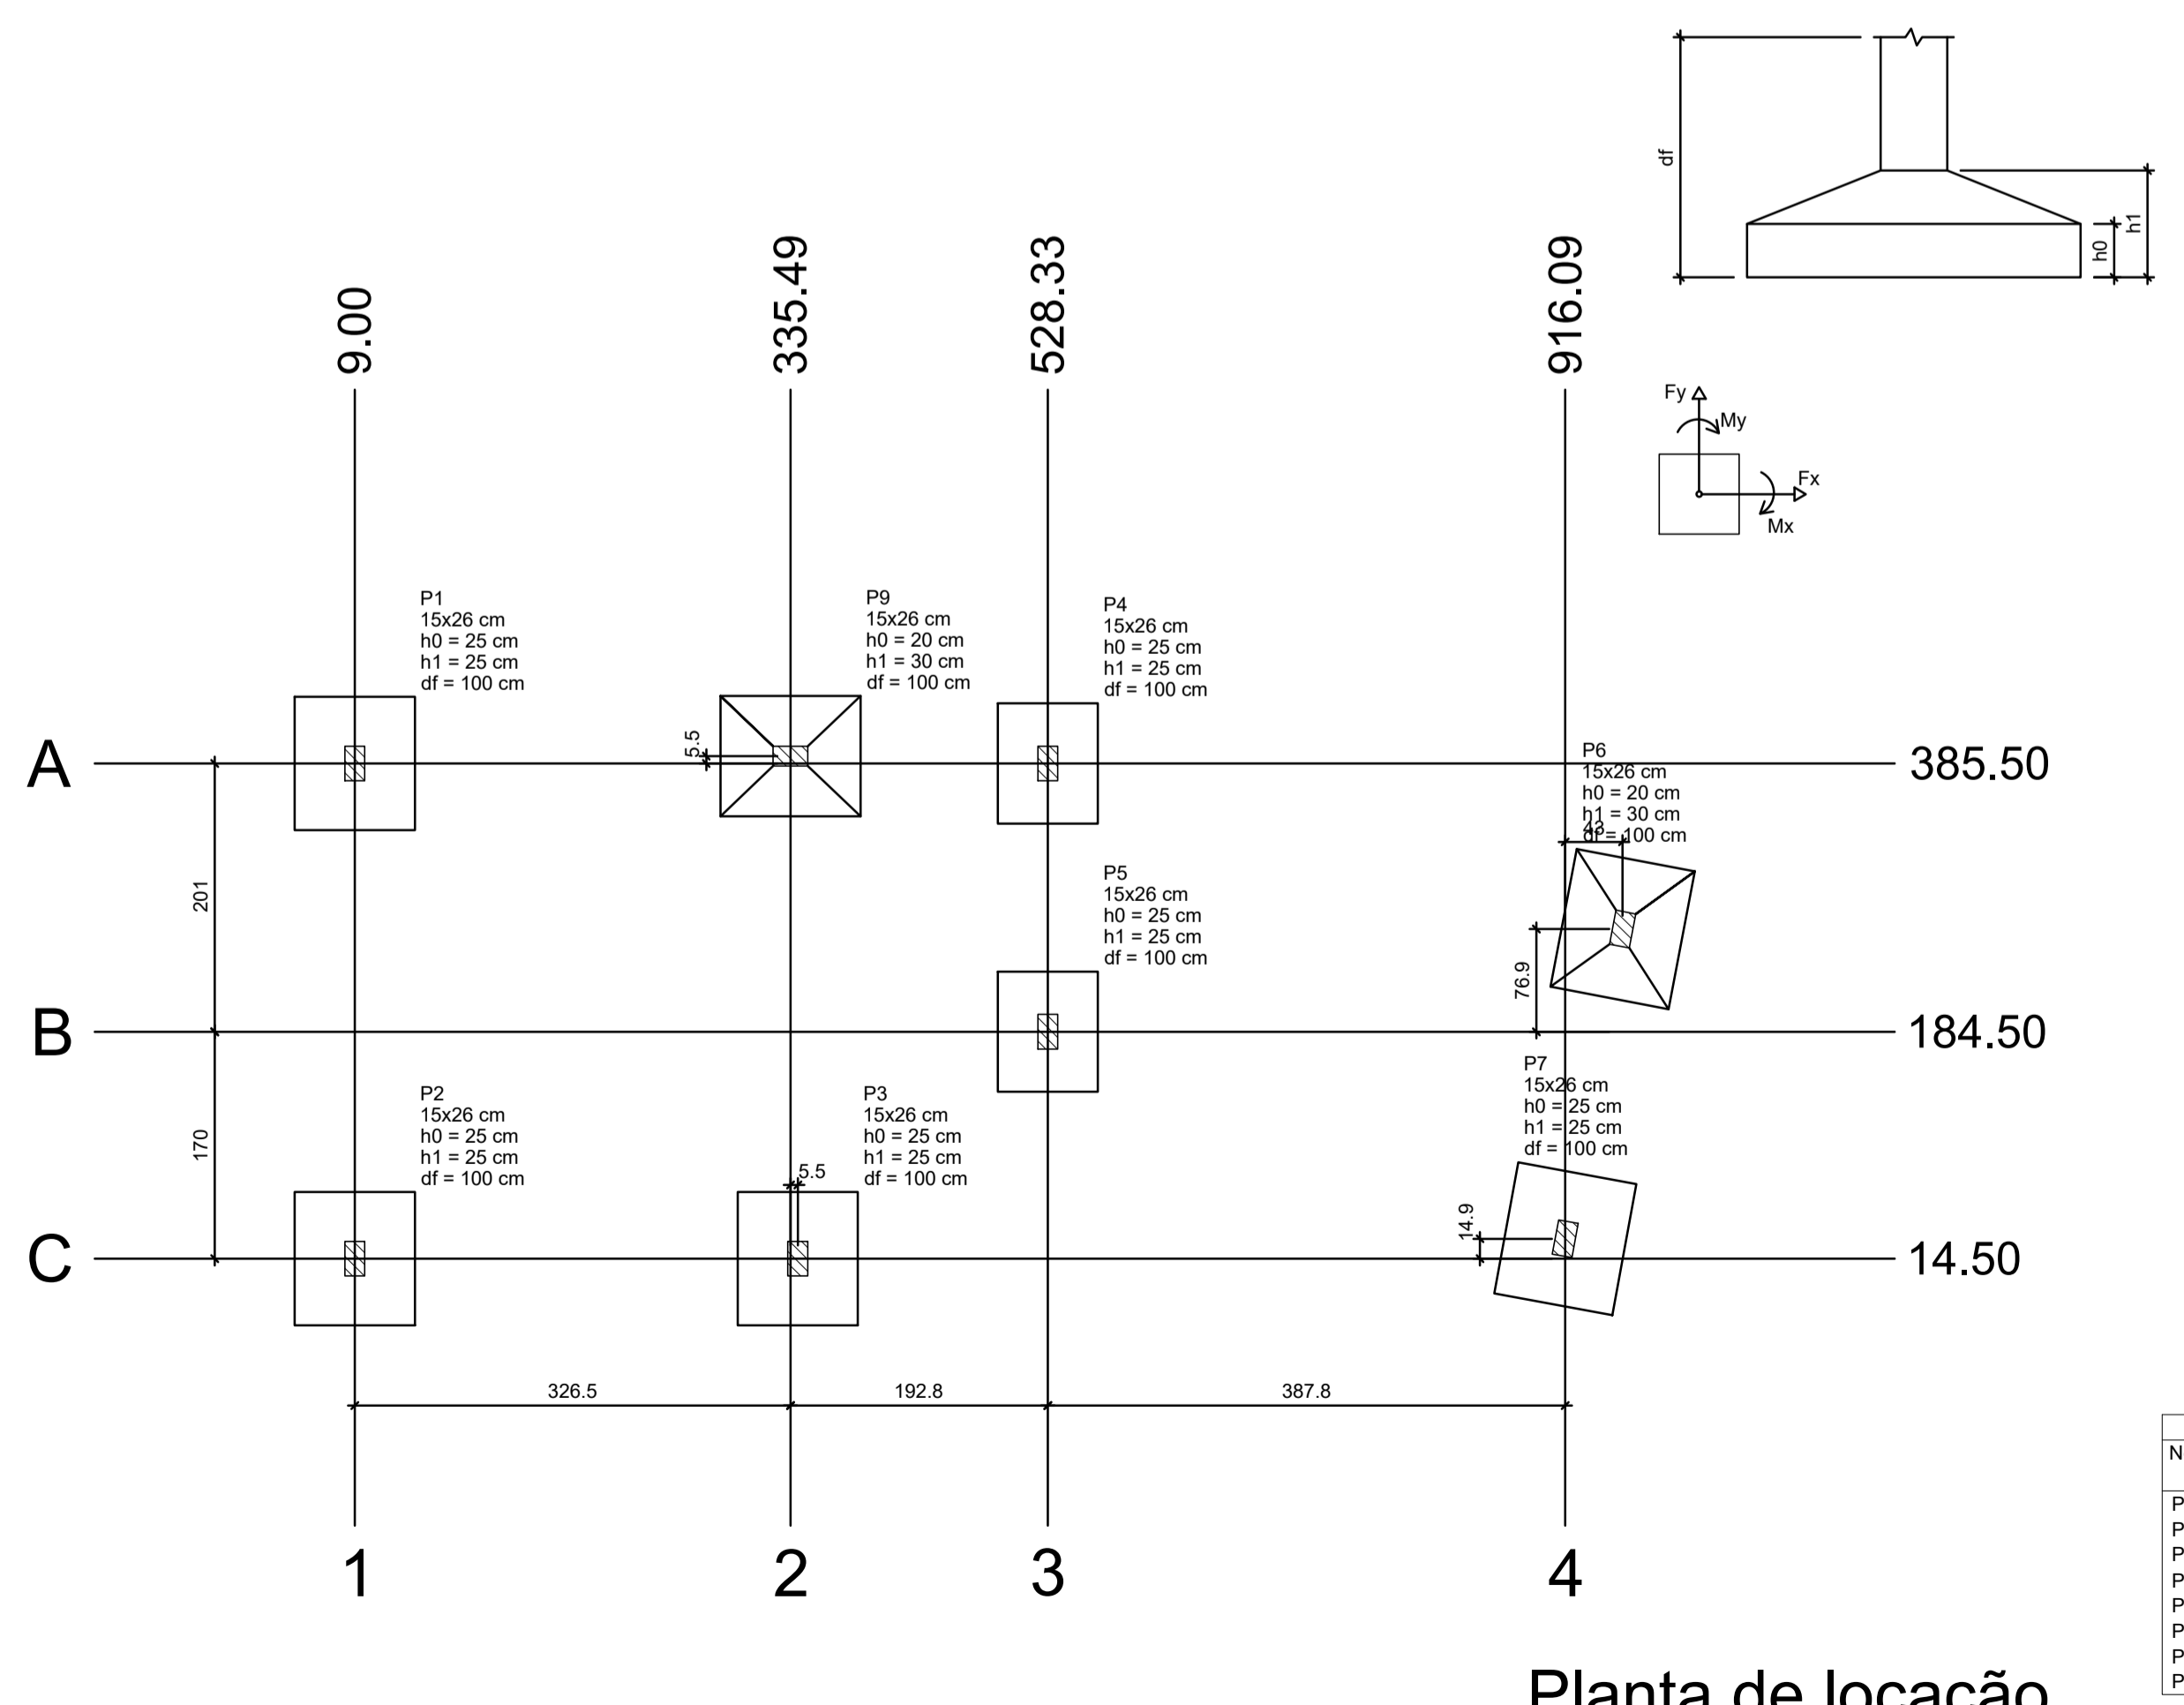 df
h0
h1
9.00
335.49
528.33
916.09
Fy
My
Fx
Mx
P1
15x26 cm
h0 = 25 cm
h1 = 25 cm
df = 100 cm
P9
15x26 cm
h0 = 20 cm
h1 = 30 cm
df = 100 cm
P4
15x26 cm
h0 = 25 cm
h1 = 25 cm
df = 100 cm
5.5
A
385.50
P6
15x26 cm
h0 = 20 cm
h1 = 30 cm
df = 100 cm
43
201
P5
15x26 cm
h0 = 25 cm
h1 = 25 cm
df = 100 cm
76.9
B
184.50
P7
15x26 cm
h0 = 25 cm
h1 = 25 cm
df = 100 cm
170
P2
15x26 cm
h0 = 25 cm
h1 = 25 cm
df = 100 cm
P3
15x26 cm
h0 = 25 cm
h1 = 25 cm
df = 100 cm
5.5
14.9
C
14.50
326.5
192.8
387.8
1
2
3
4
N
P
P
P
P
P
P
P
P
Planta de locação